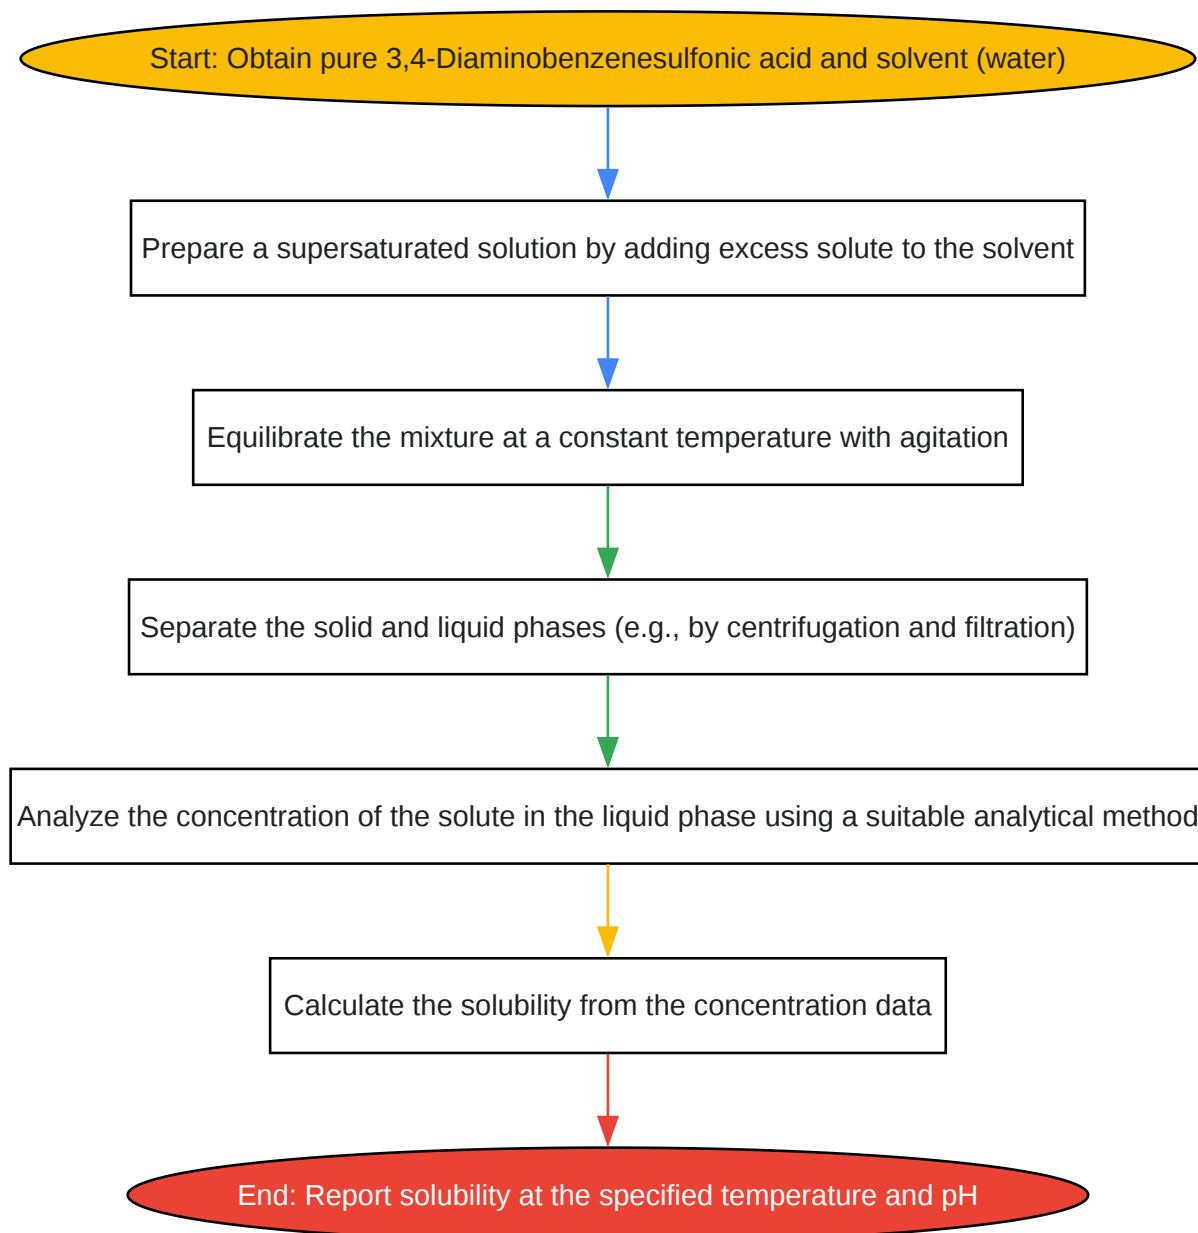 Start: Obtain pure 3,4-Diaminobenzenesulfonic acid and solvent (water)
Prepare a supersaturated solution by adding excess solute to the solvent
Equilibrate the mixture at a constant temperature with agitation
Separate the solid and liquid phases (e.g., by centrifugation and filtration)
Analyze the concentration of the solute in the liquid phase using a suitable analytical method
Calculate the solubility from the concentration data
End: Report solubility at the specified temperature and pH